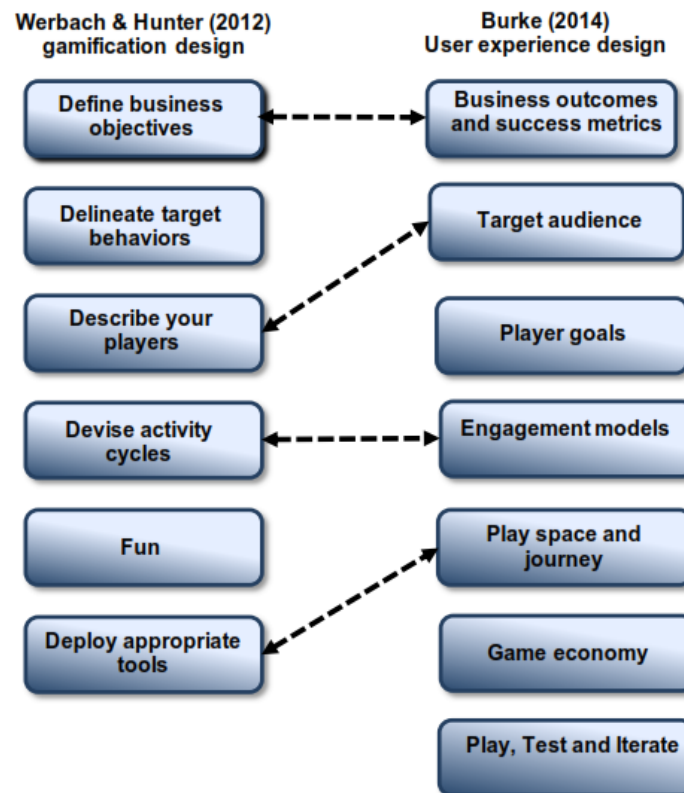 Werbach & Hunter (2012)
gamification design
Define business
objectives
Delineate target
behaviors
Describe your
players
Devise activity
cycles
Fun
Deploy appropriate
tools
Burke (2014)
User experience design
Business outcomes
and success metrics
Target audience
Player goals
Engagement models
Play space and
journey
Game economy
Play, Test and Iterate